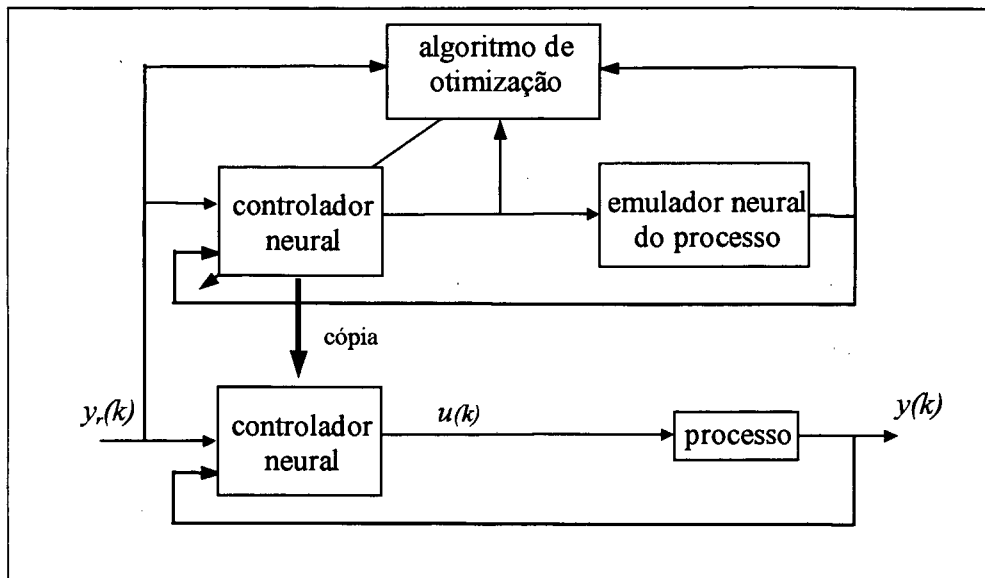 algoritmo de
otimização
controlador
neural
emulador neural
do processo
cópia
yᵣ(k)
controlador
neural
u(k)
processo
y(k)